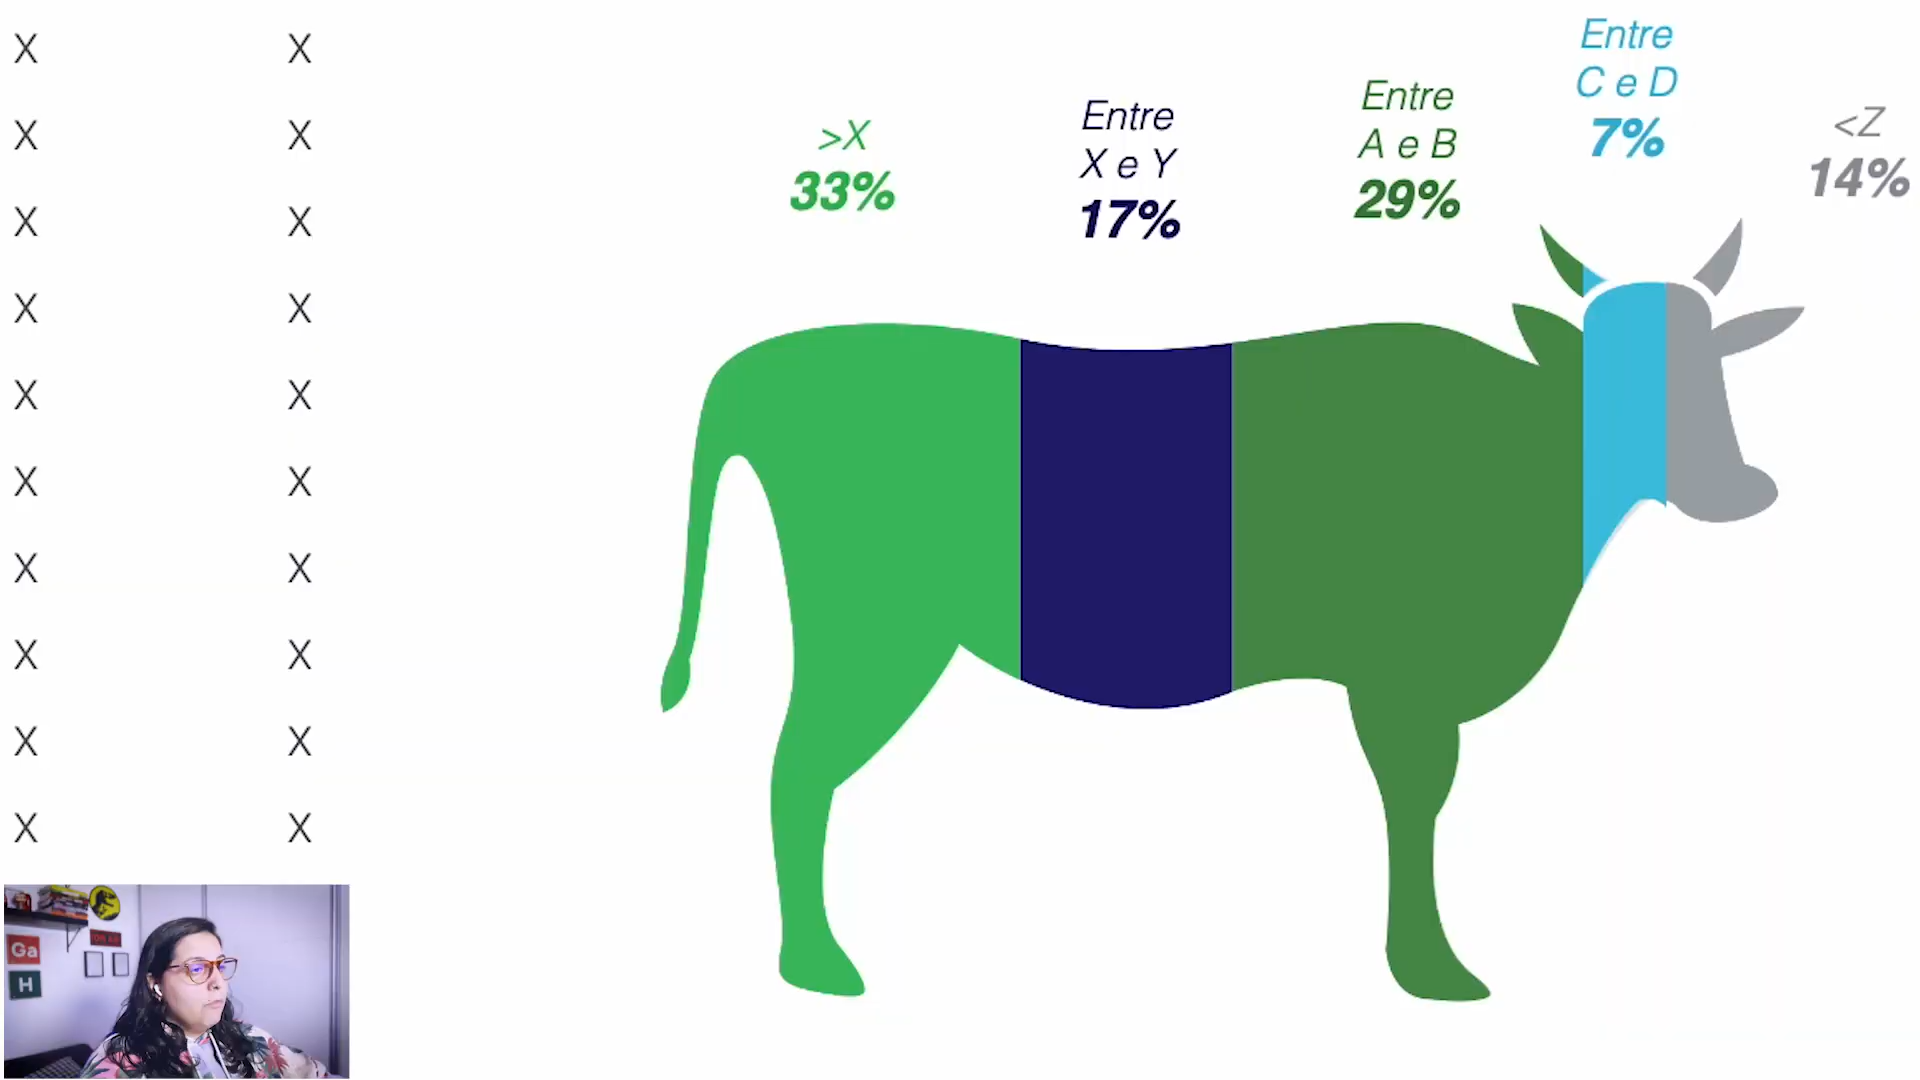 X X
X X
X X
X X
X X
X X
X X
X X
X X
X X
>X
33%
Entre
X e Y
17%
Entre
A e B
29%
Entre
C e D
7%
<Z
14%
Ga
H